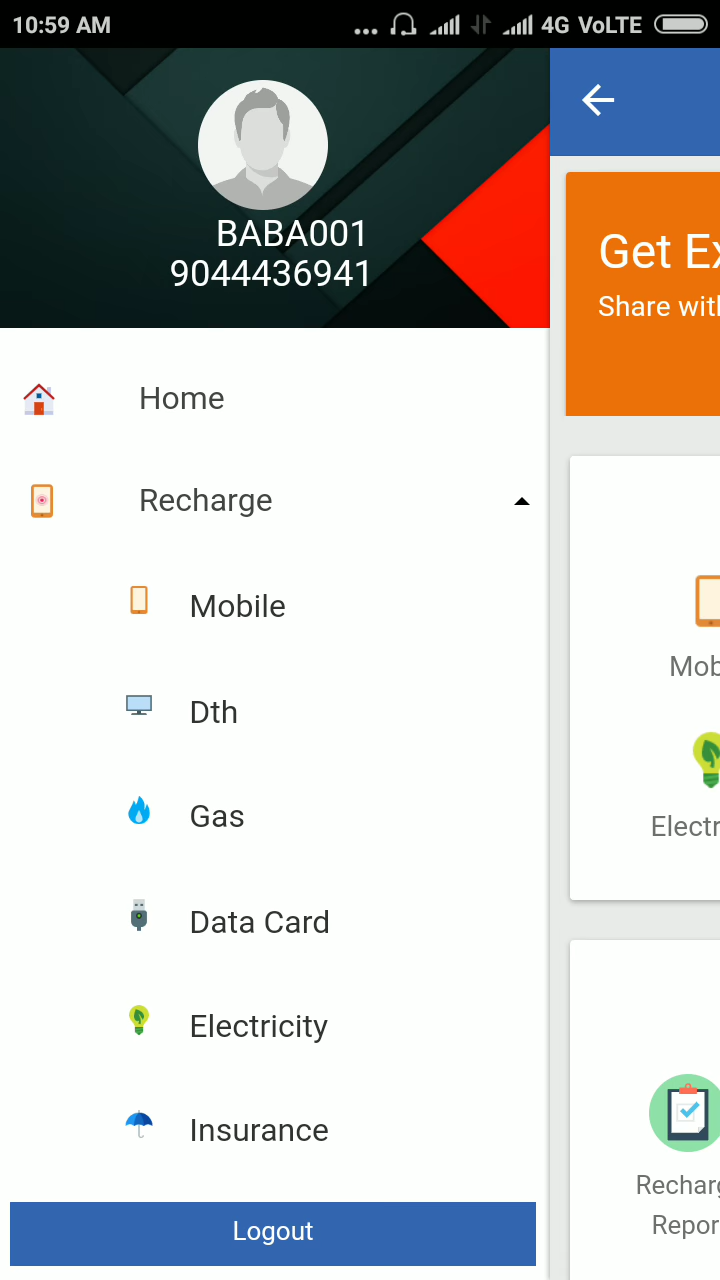 10:59 AM
4G VoLTE
BABA001
9044436941
Home
Recharge
Mobile
Dth
Gas
Data Card
Electricity
Insurance
Logout
Get Ex
Share with
Mob
Electr
Recharg
Repor